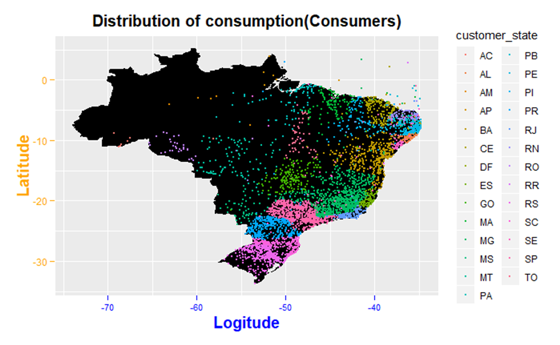 Distribution of consumption(Consumers)
customer_state
AC PB
AL PE
AM PI
AP PR
BA RJ
CE RN
DF RO
ES RR
GO RS
MA SC
MG SE
MS SP
MT TO
PA
Latitude
0
-10
-20
-30
-70 -60 -50 -40
Logitude